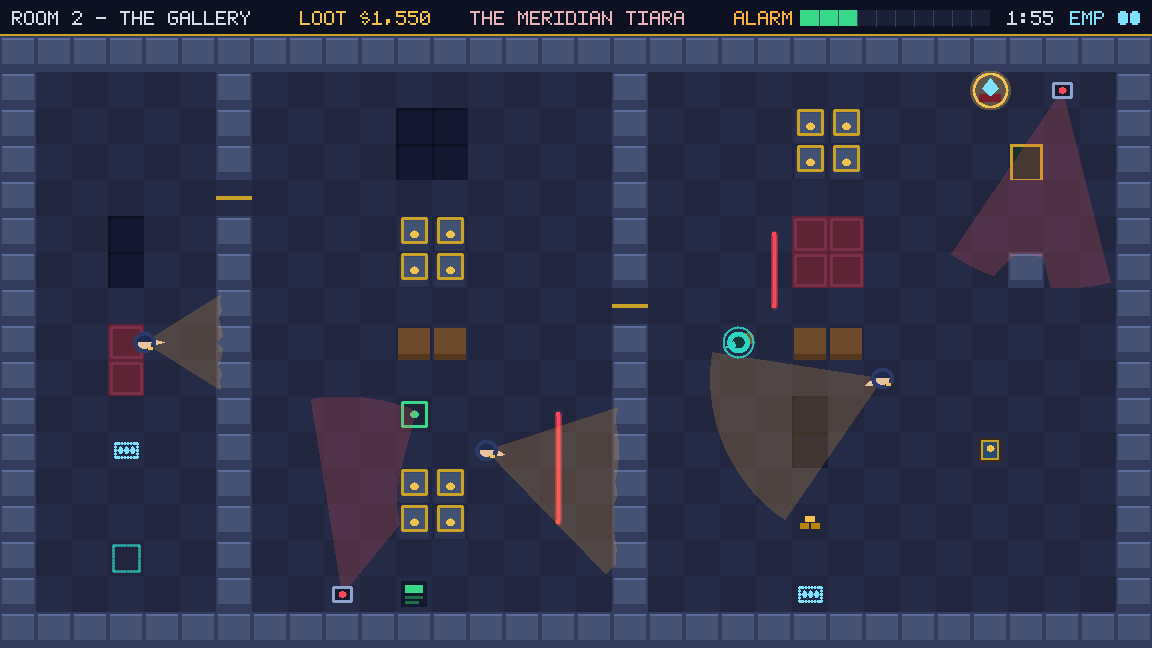 ROOM 2 – THE GALLERY LOOT $1,550 THE MERIDIAN TIARA ALARM 1:55 EMP